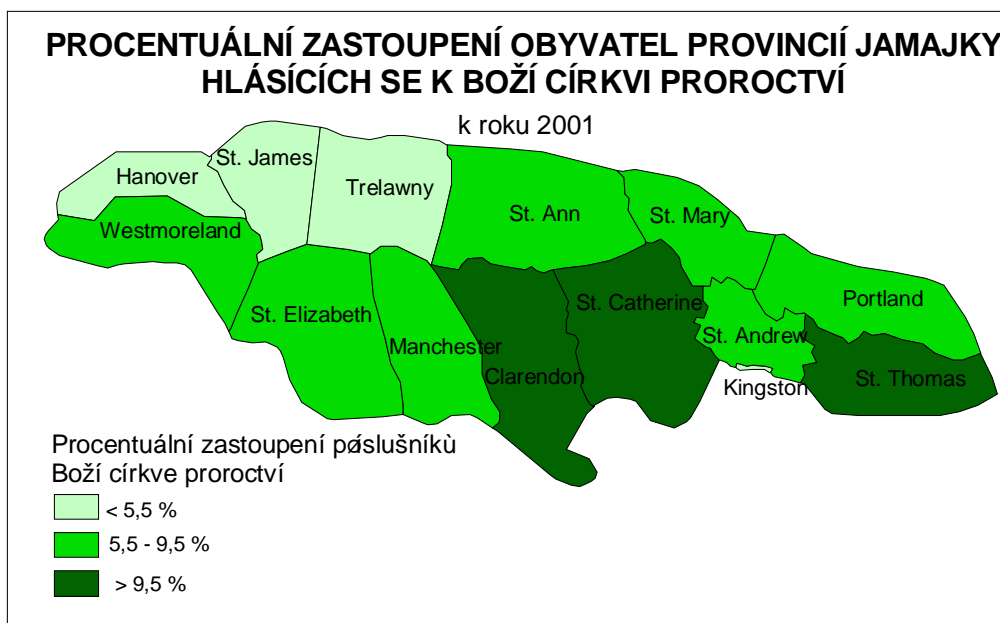 PROCENTUÁLNÍ ZASTOUPENÍ OBYVATEL PROVINCIÍ JAMAJKY
HLÁSÍCÍCH SE K BOŽÍ CÍRKVI PROROCTVÍ
k roku 2001
St. James
Hanover
Trelawny
St. Ann
St. Mary
Westmoreland
Portland
St. Catherine
St. Elizabeth
St. Andrew
Manchester
Clarendon
St. Thomas
Kingston
Procentuální zastoupení pøíslušníkù
Boží církve proroctví
< 5,5 %
5,5 - 9,5 %
> 9,5 %